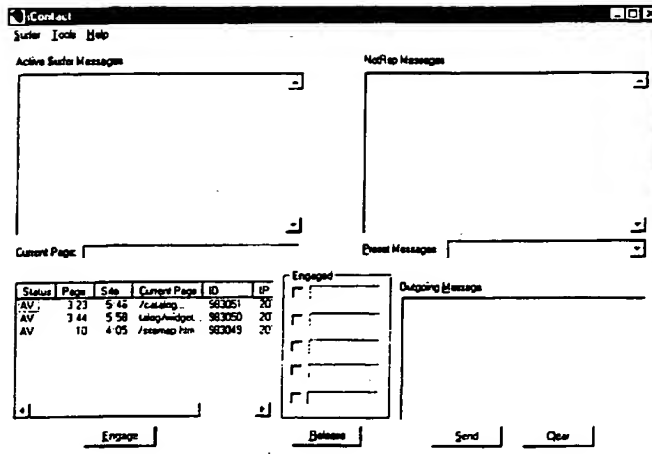 iContact
Surfer Tools Help
Active Surfer Messages
NetRep Messages
Current Page:
Preset Messages
Status Page Site Current Page ID IP
AV 3:23 5:48 /catalog... 983051 20
AV 3:44 5:58 talog/widget... 983050 20
AV 10 4:05 /sitemap.htm 983049 20
Engaged
Outgoing Message
Engage
Release
Send
Clear